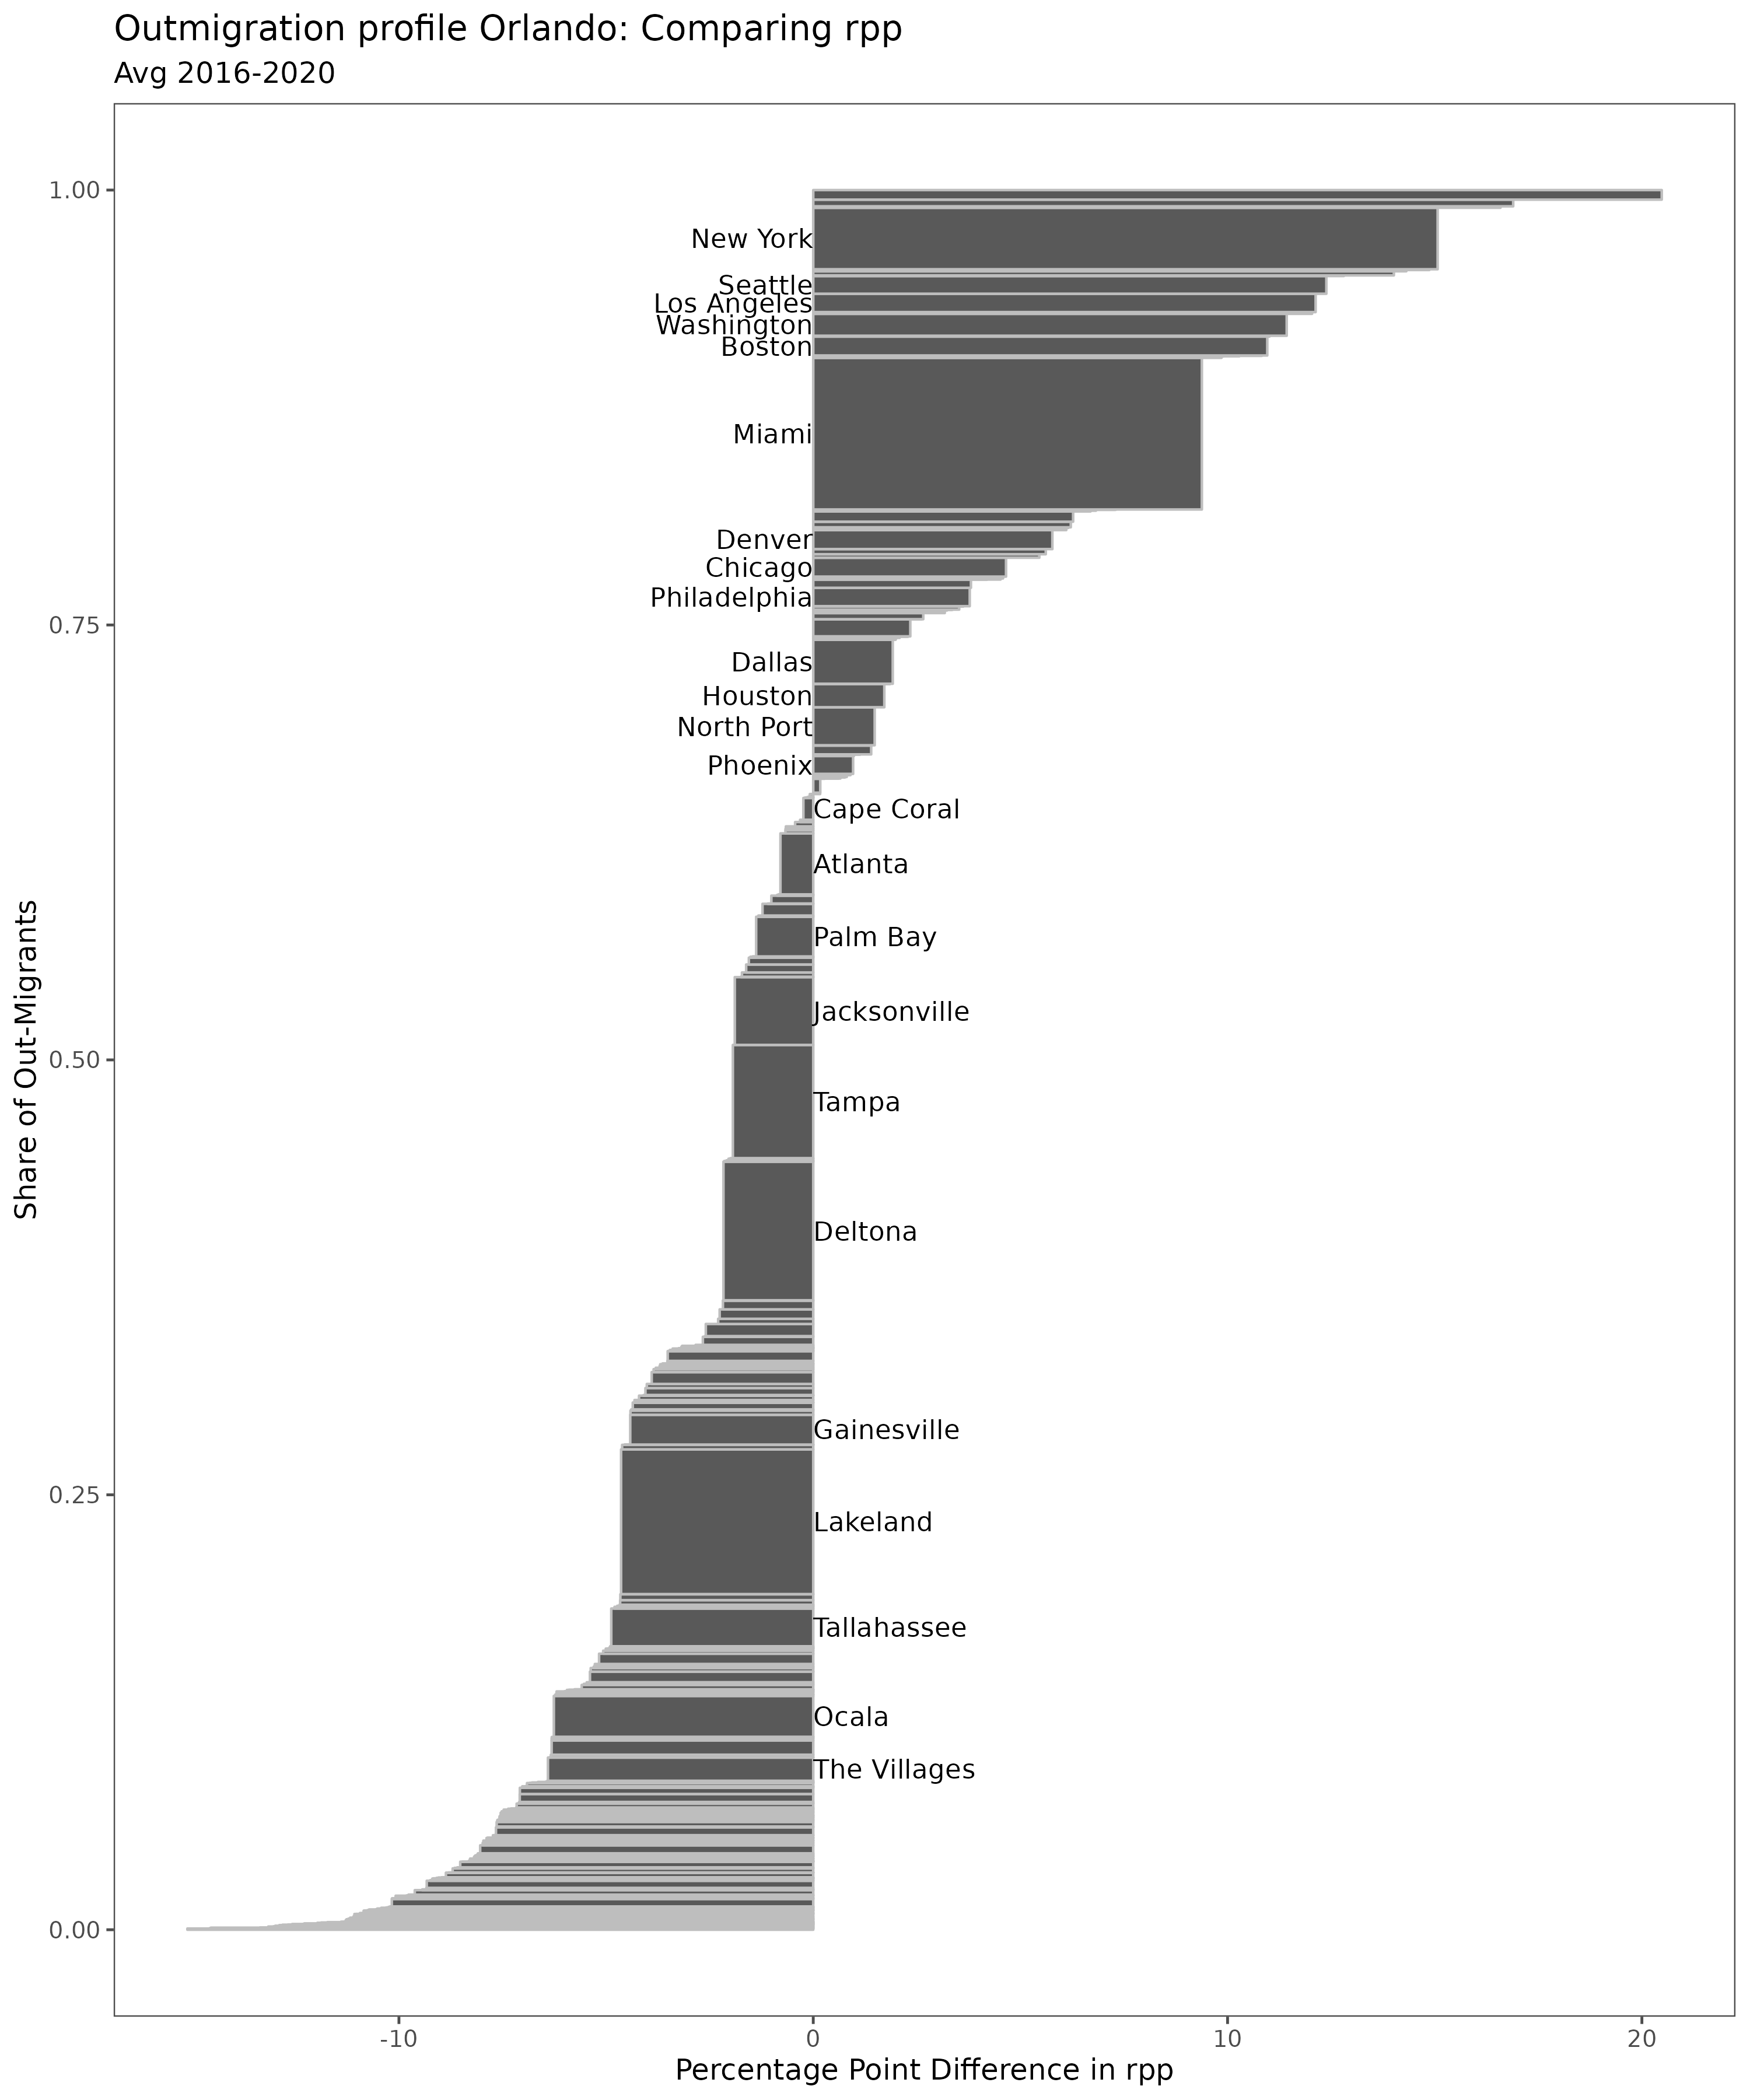 Outmigration profile Orlando: Comparing rpp
Avg 2016-2020
1.00
New York
Seattle
Los Angeles
Washington
Boston
Miami
Denver
Chicago
Philadelphia
0.75
Dallas
Houston
North Port
Phoenix
Cape Coral
Atlanta
Palm Bay
Jacksonville
0.50
Tampa
Deltona
Gainesville
0.25
Lakeland
Tallahassee
Ocala
The Villages
0.00
Share of Out-Migrants
-10 0 10 20
Percentage Point Difference in rpp